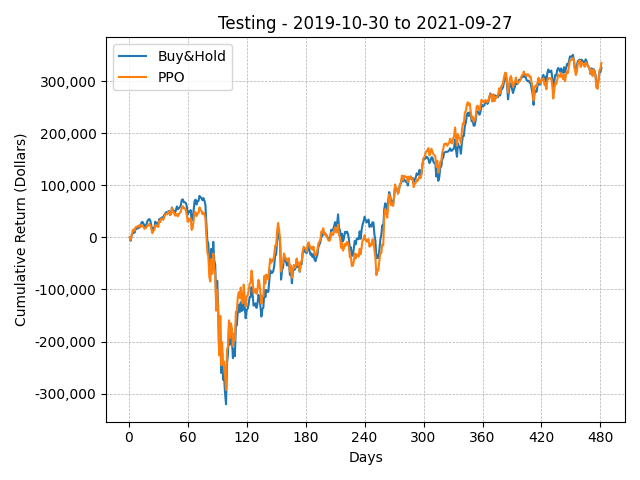 Testing - 2019-10-30 to 2021-09-27
Buy&Hold
PPO
Cumulative Return (Dollars)
300,000
200,000
100,000
0
-100,000
-200,000
-300,000
0 60 120 180 240 300 360 420 480
Days